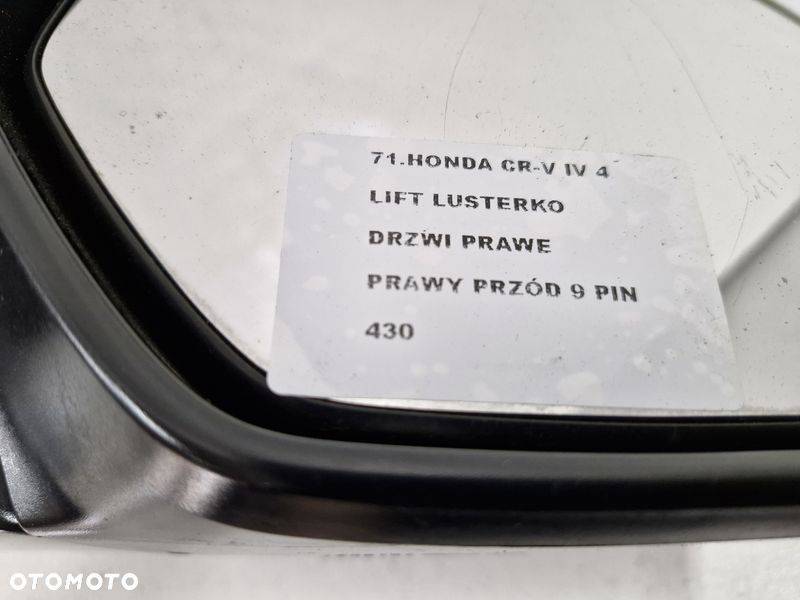 71.HONDA CR-V IV 4
LIFT LUSTERKO
DRZWI PRAWE
PRAWY PRZÓD 9 PIN
430
OTOMOTO